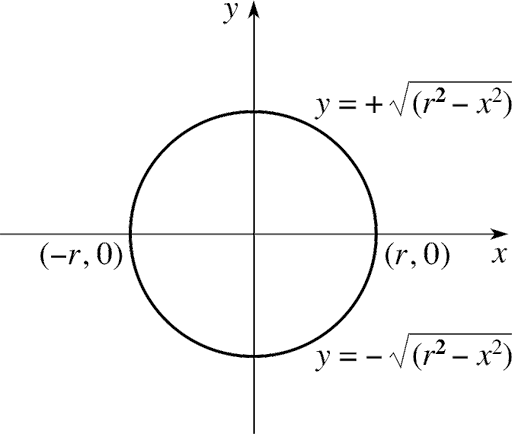 y
y = + √(r² − x²)
(−r, 0)
(r, 0)
x
y = − √(r² − x²)